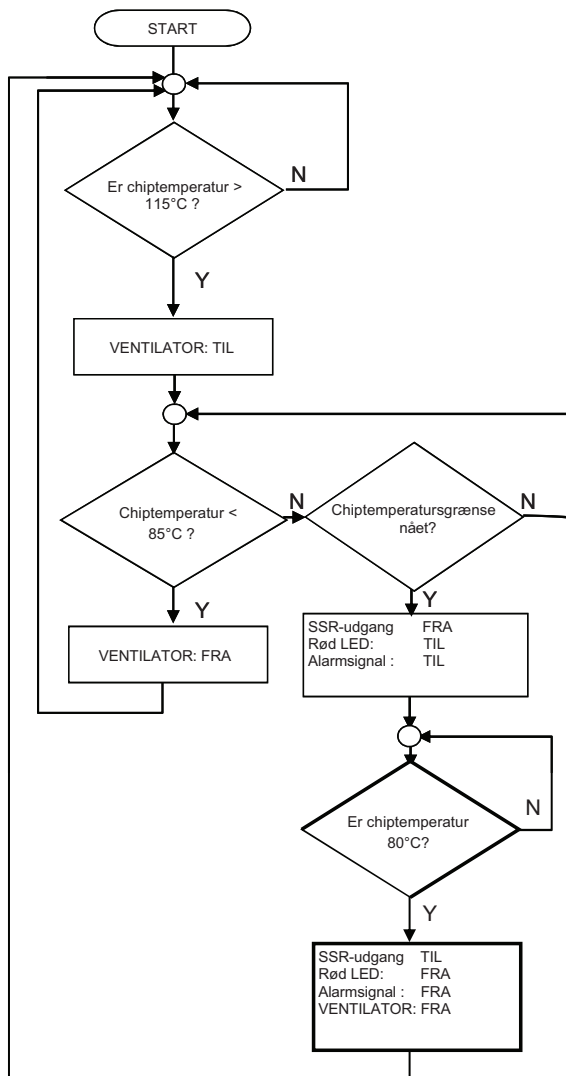 START
Er chiptemperatur >
115°C ?
N
Y
VENTILATOR: TIL
Chiptemperatur <
85°C ?
N
Chiptemperatursgrænse
nået?
N
Y
Y
VENTILATOR: FRA
SSR-udgang FRA
Rød LED: TIL
Alarmsignal : TIL
Er chiptemperatur
80°C?
N
Y
SSR-udgang TIL
Rød LED: FRA
Alarmsignal : FRA
VENTILATOR: FRA